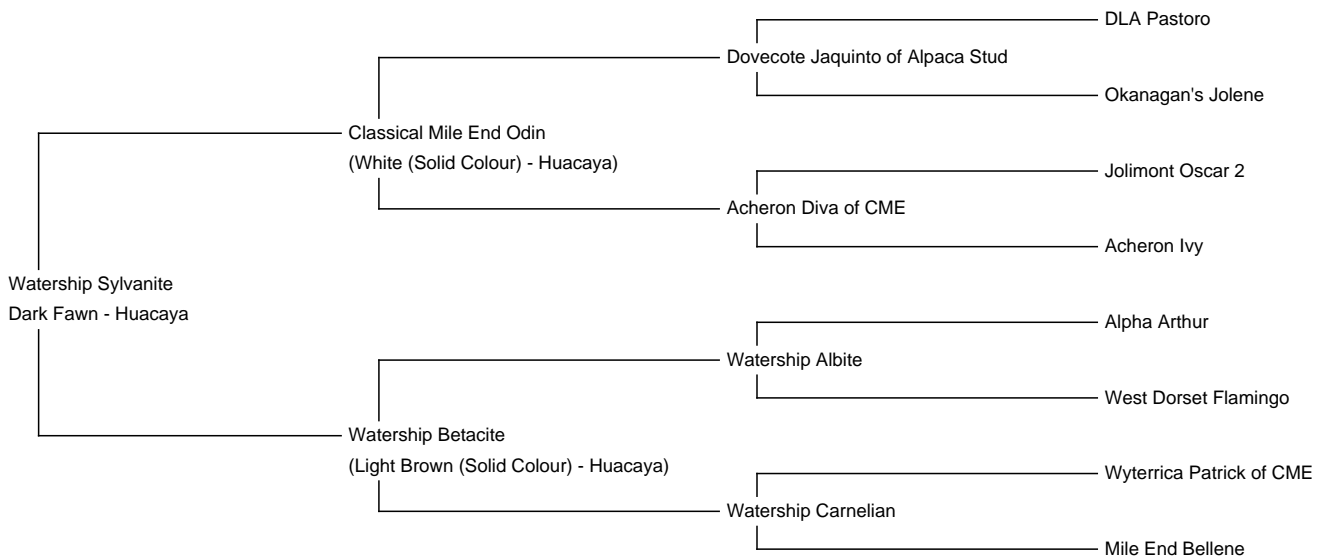 DLA Pastoro
Dovecote Jaquinto of Alpaca Stud
Okanagan's Jolene
Classical Mile End Odin
(White (Solid Colour) - Huacaya)
Jolimont Oscar 2
Acheron Diva of CME
Acheron Ivy
Watership Sylvanite
Dark Fawn - Huacaya
Alpha Arthur
Watership Albite
West Dorset Flamingo
Watership Betacite
(Light Brown (Solid Colour) - Huacaya)
Wyterrica Patrick of CME
Watership Carnelian
Mile End Bellene